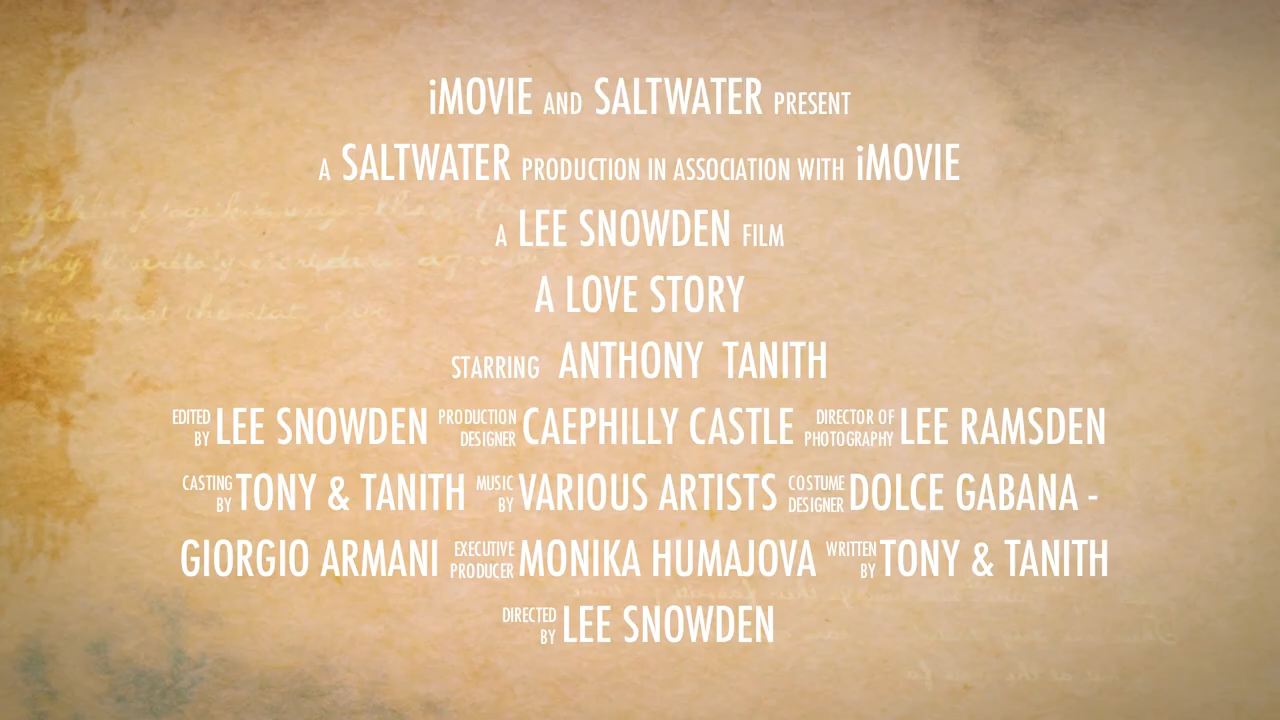 iMOVIE AND SALTWATER PRESENT
A SALTWATER PRODUCTION IN ASSOCIATION WITH iMOVIE
A LEE SNOWDEN FILM
A LOVE STORY
STARRING ANTHONY TANITH
EDITED BY LEE SNOWDEN PRODUCTION DESIGNER CAEPHILLY CASTLE DIRECTOR OF PHOTOGRAPHY LEE RAMSDEN
CASTING BY TONY & TANITH MUSIC BY VARIOUS ARTISTS COSTUME DESIGNER DOLCE GABANA -
GIORGIO ARMANI EXECUTIVE PRODUCER MONIKA HUMAJOVA WRITTEN BY TONY & TANITH
DIRECTED BY LEE SNOWDEN